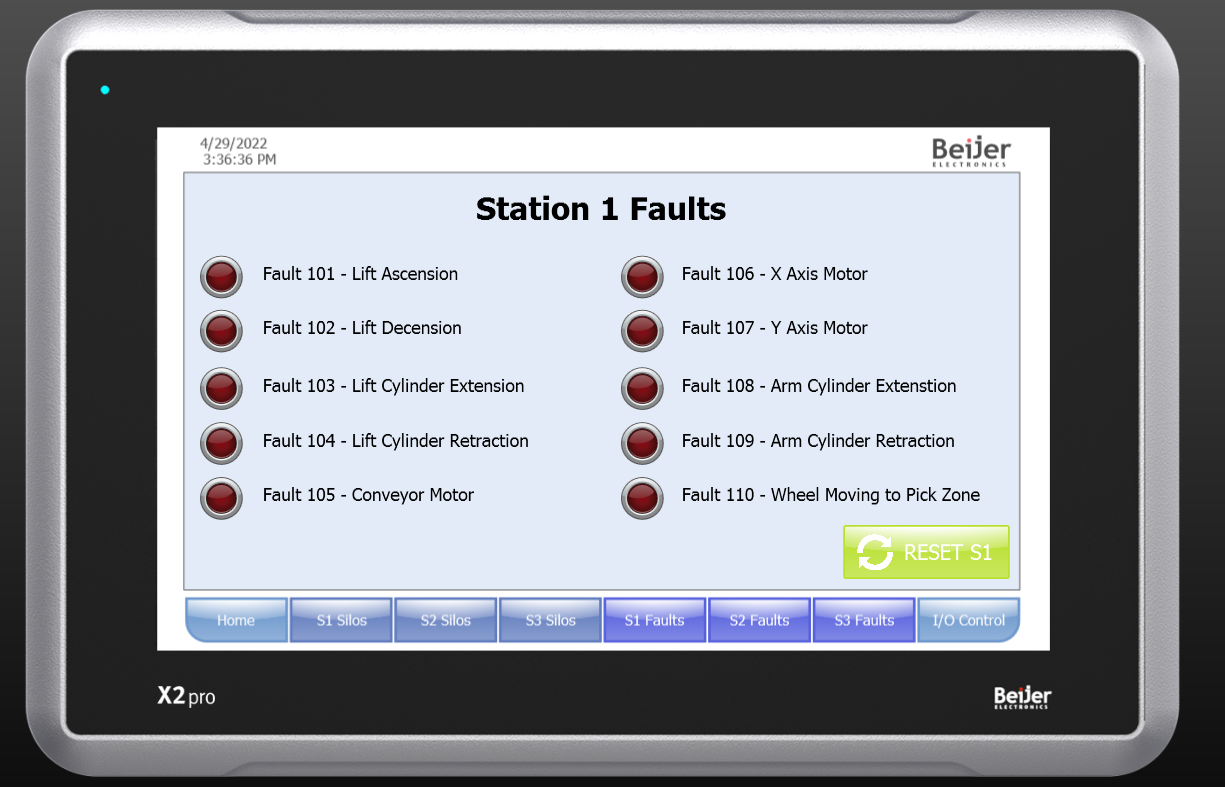 4/29/2022
3:36:36 PM
Beijer
ELECTRONICS
Station 1 Faults
Fault 101 - Lift Ascension
Fault 102 - Lift Decension
Fault 103 - Lift Cylinder Extension
Fault 104 - Lift Cylinder Retraction
Fault 105 - Conveyor Motor
Fault 106 - X Axis Motor
Fault 107 - Y Axis Motor
Fault 108 - Arm Cylinder Extenstion
Fault 109 - Arm Cylinder Retraction
Fault 110 - Wheel Moving to Pick Zone
RESET S1
Home
S1 Silos
S2 Silos
S3 Silos
S1 Faults
S2 Faults
S3 Faults
I/O Control
X2 pro
Beijer
ELECTRONICS